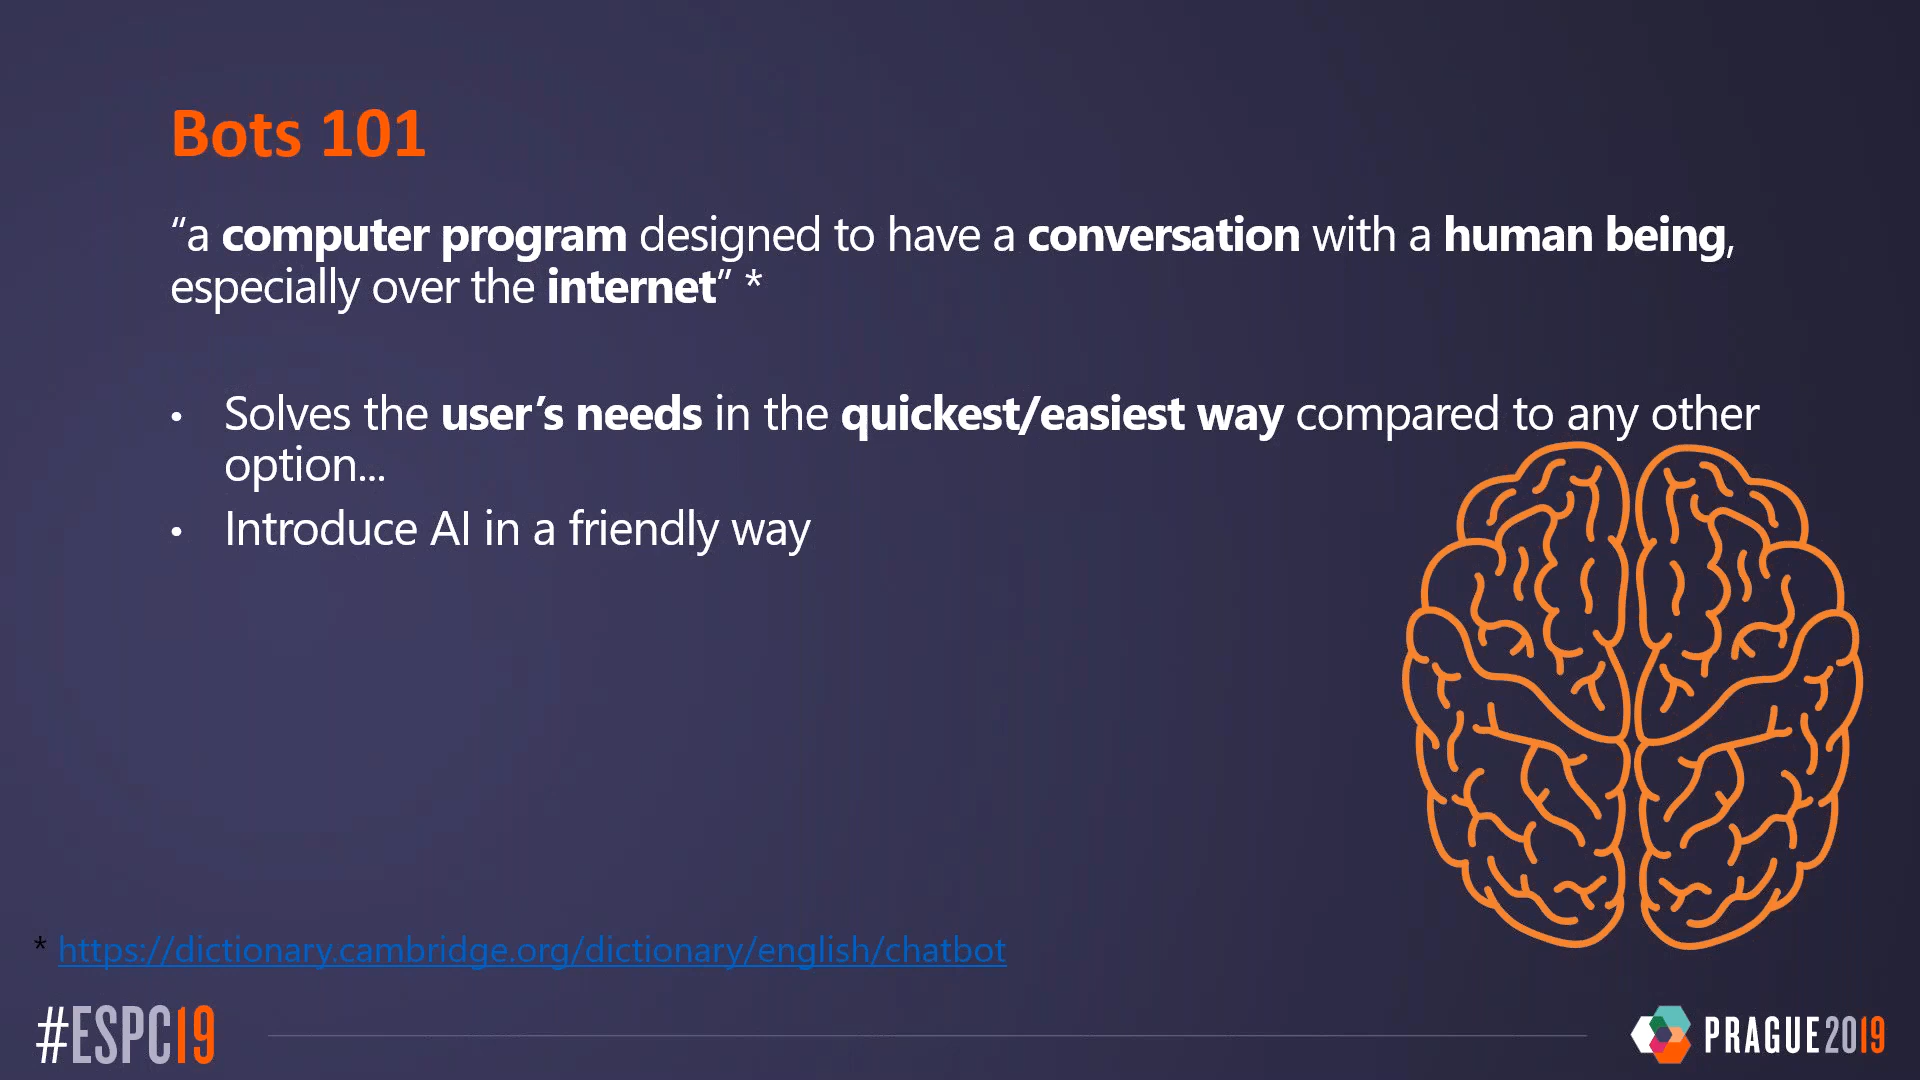 Bots 101
“a computer program designed to have a conversation with a human being,
especially over the internet” *
• Solves the user’s needs in the quickest/easiest way compared to any other
option...
• Introduce AI in a friendly way
* https://dictionary.cambridge.org/dictionary/english/chatbot
#ESPC19
PRAGUE2019